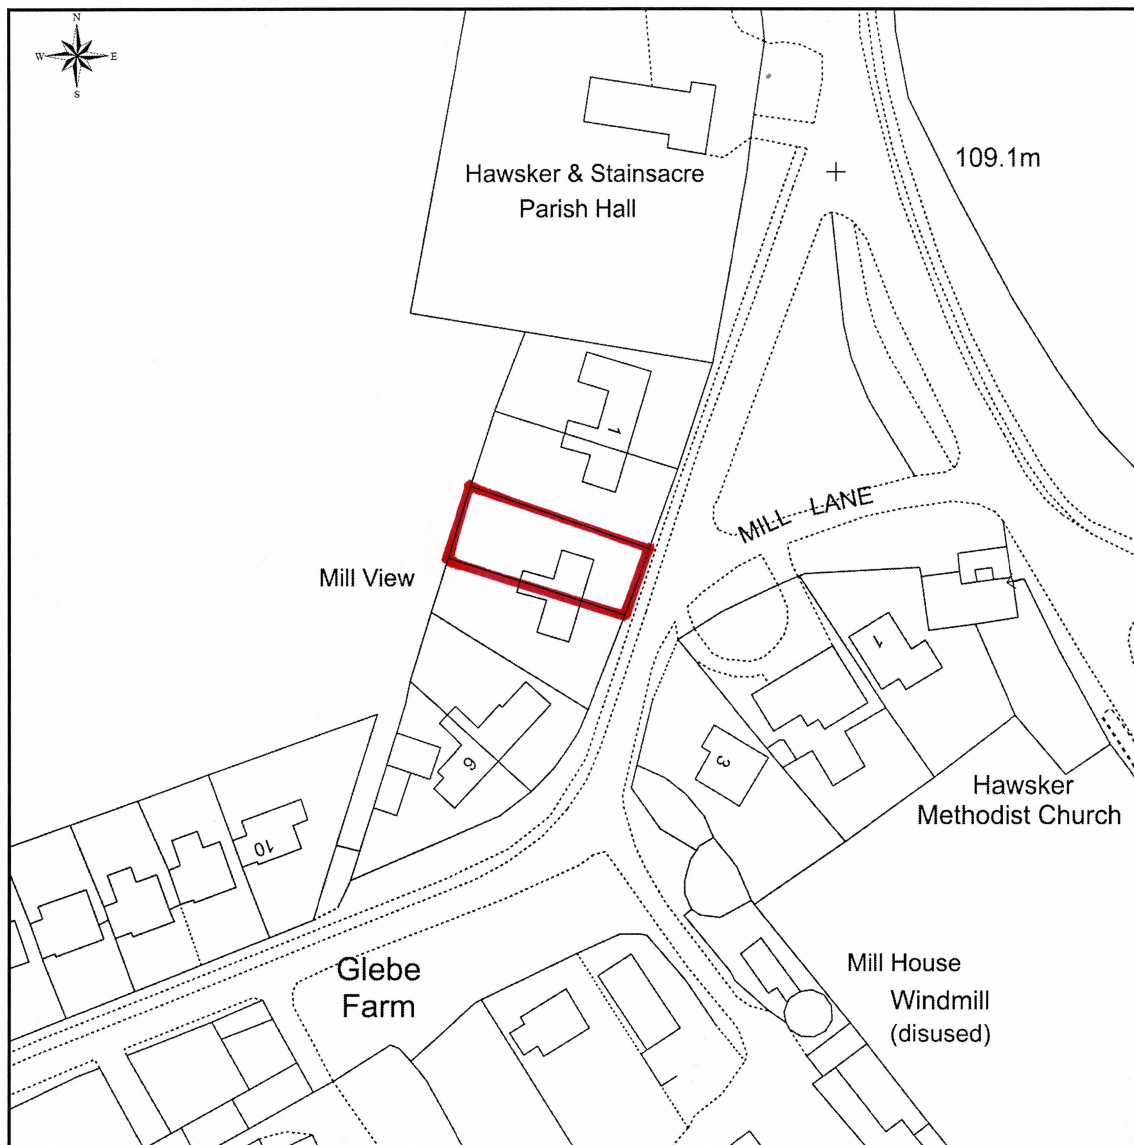 N
W E
S
109.1m
Hawsker & Stainsacre
Parish Hall
1
MILL LANE
Mill View
1
3
6
Hawsker
Methodist Church
10
Mill House
Windmill
(disused)
Glebe
Farm